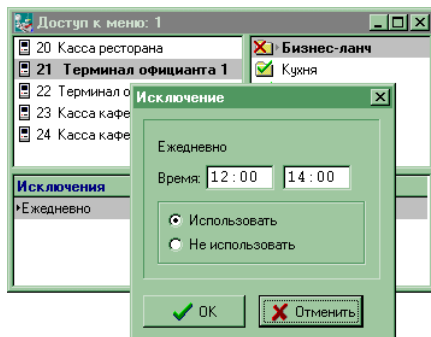 Доступ к меню: 1
20 Касса ресторана
21 Терминал официанта 1
22 Терминал о
23 Касса кафе
24 Касса кафе
Бизнес-ланч
Кухня
Исключения
Ежедневно
Исключение
Ежедневно
Время: 12:00 14:00
Использовать
Не использовать
OK
Отменить